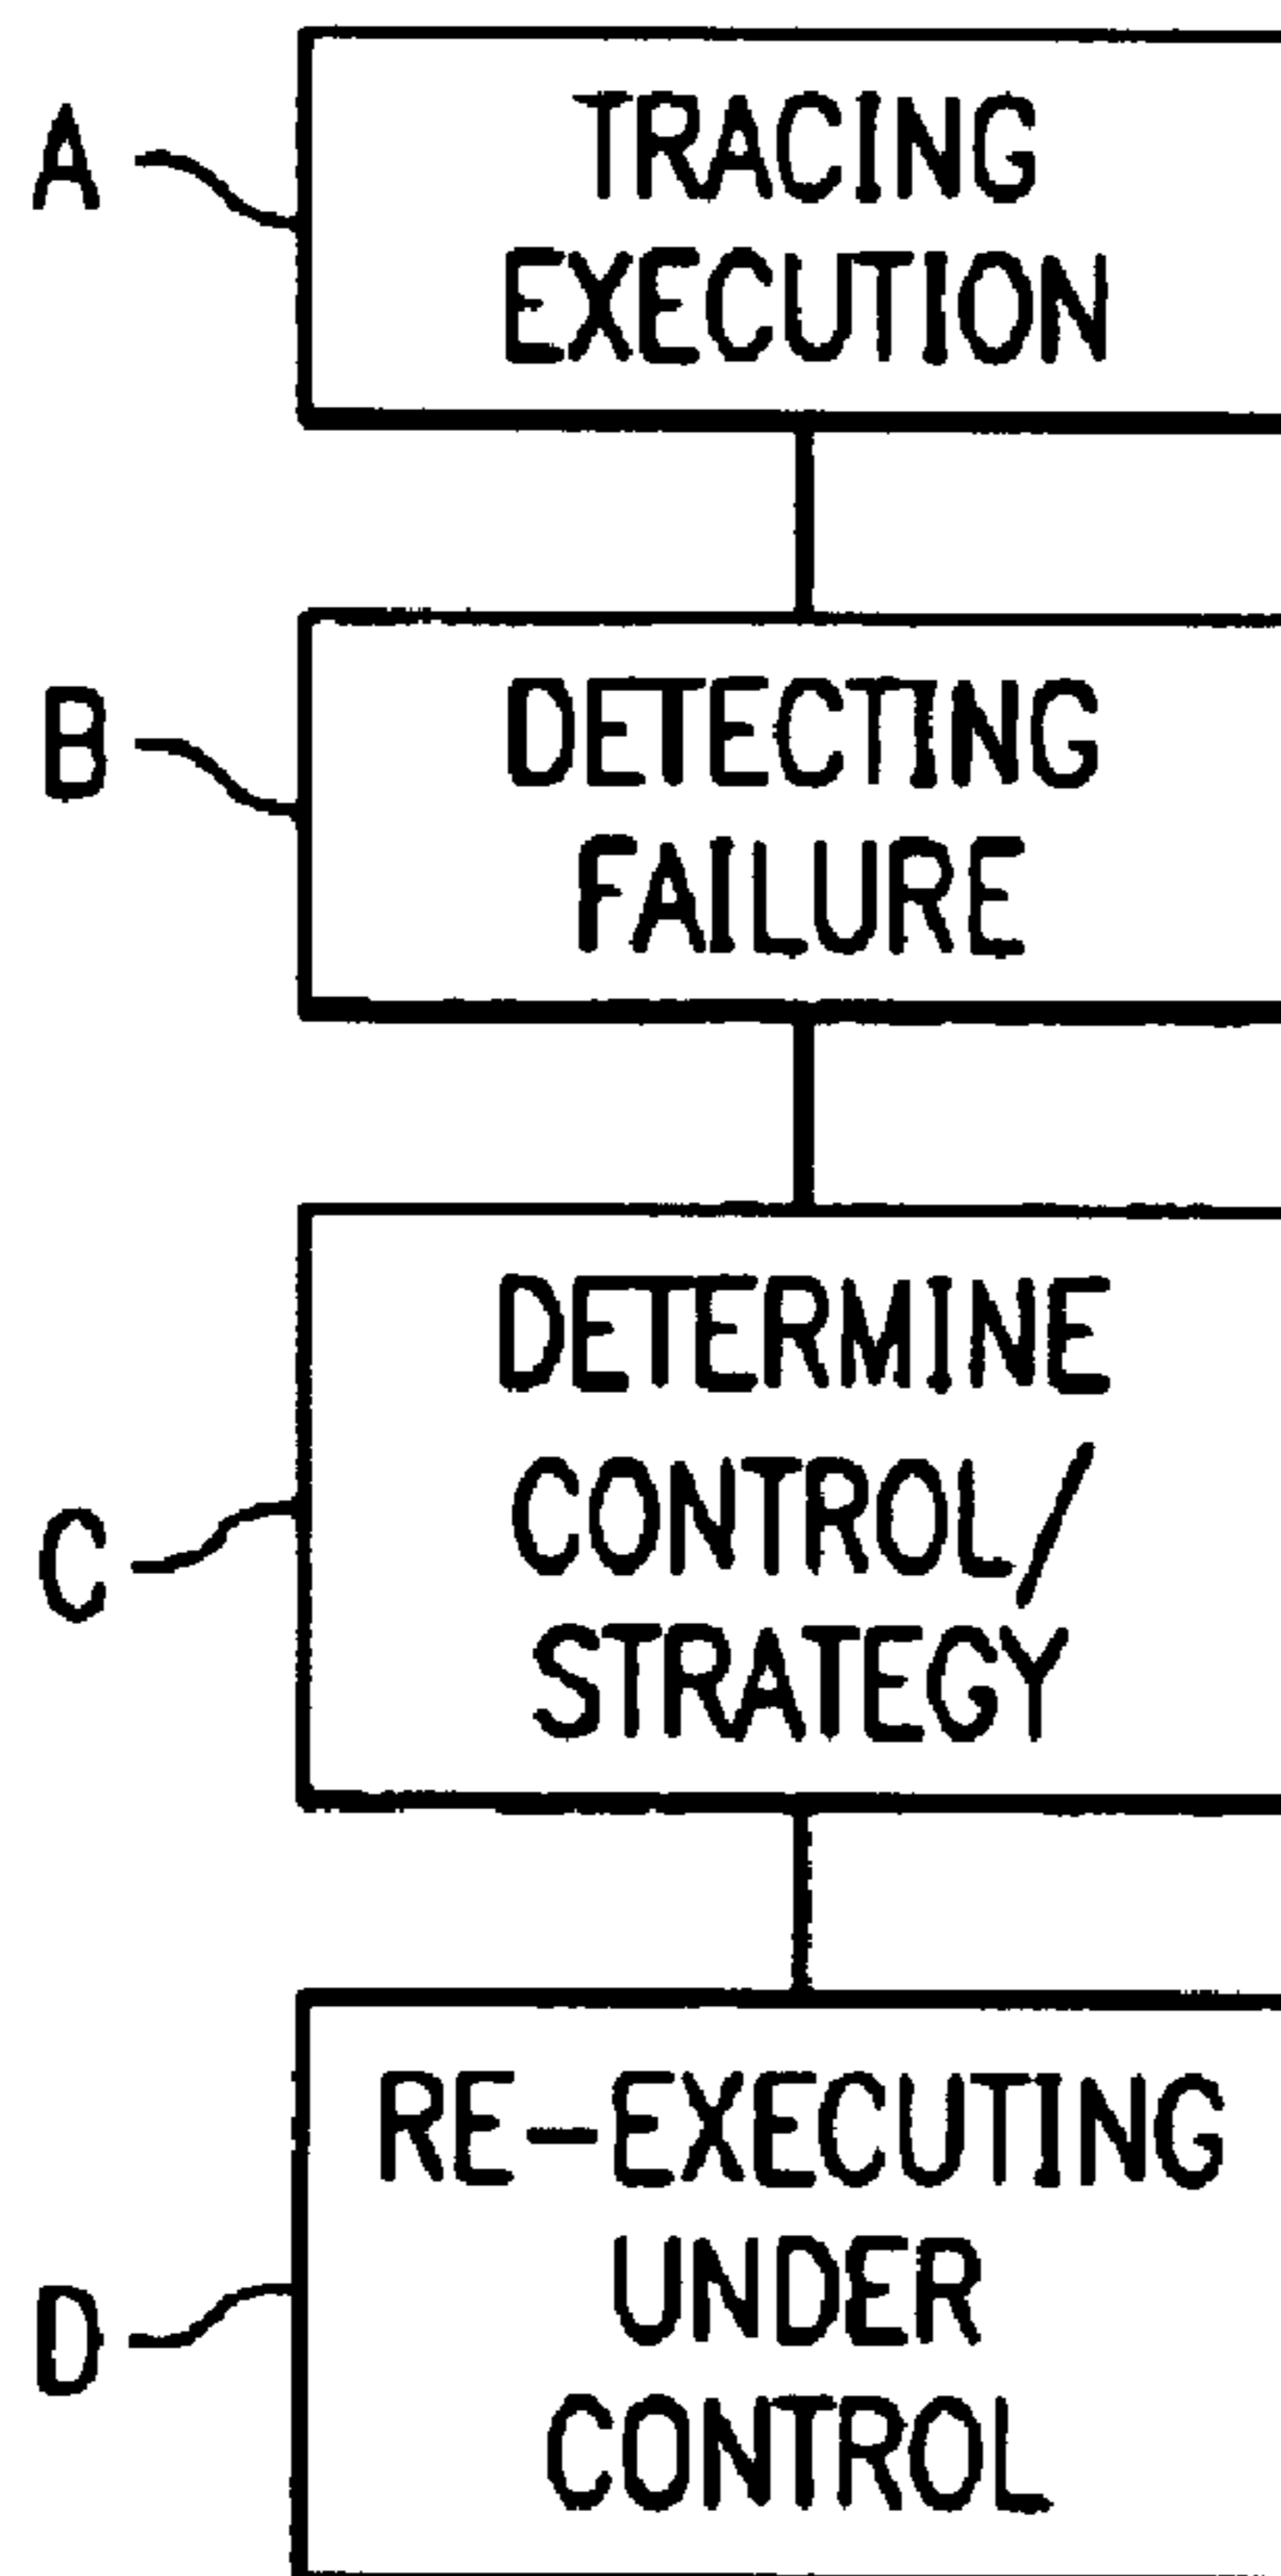 A
TRACING
EXECUTION
B
DETECTING
FAILURE
C
DETERMINE
CONTROL/
STRATEGY
D
RE-EXECUTING
UNDER
CONTROL